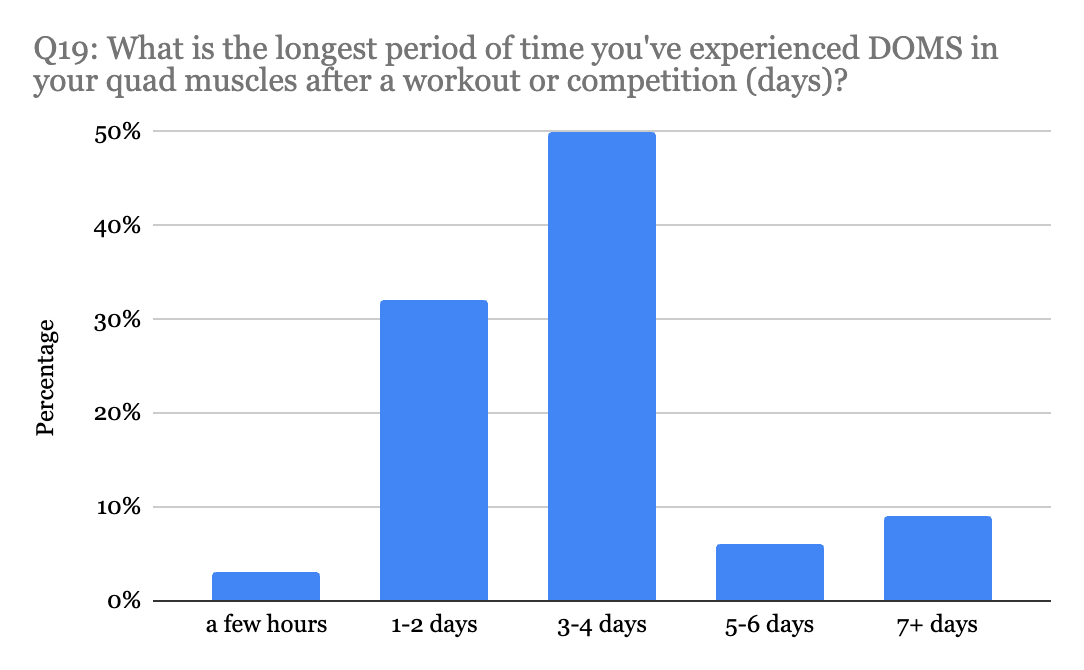 Q19: What is the longest period of time you've experienced DOMS in
your quad muscles after a workout or competition (days)?
50%
40%
30%
20%
10%
0%
Percentage
a few hours
1-2 days
3-4 days
5-6 days
7+ days